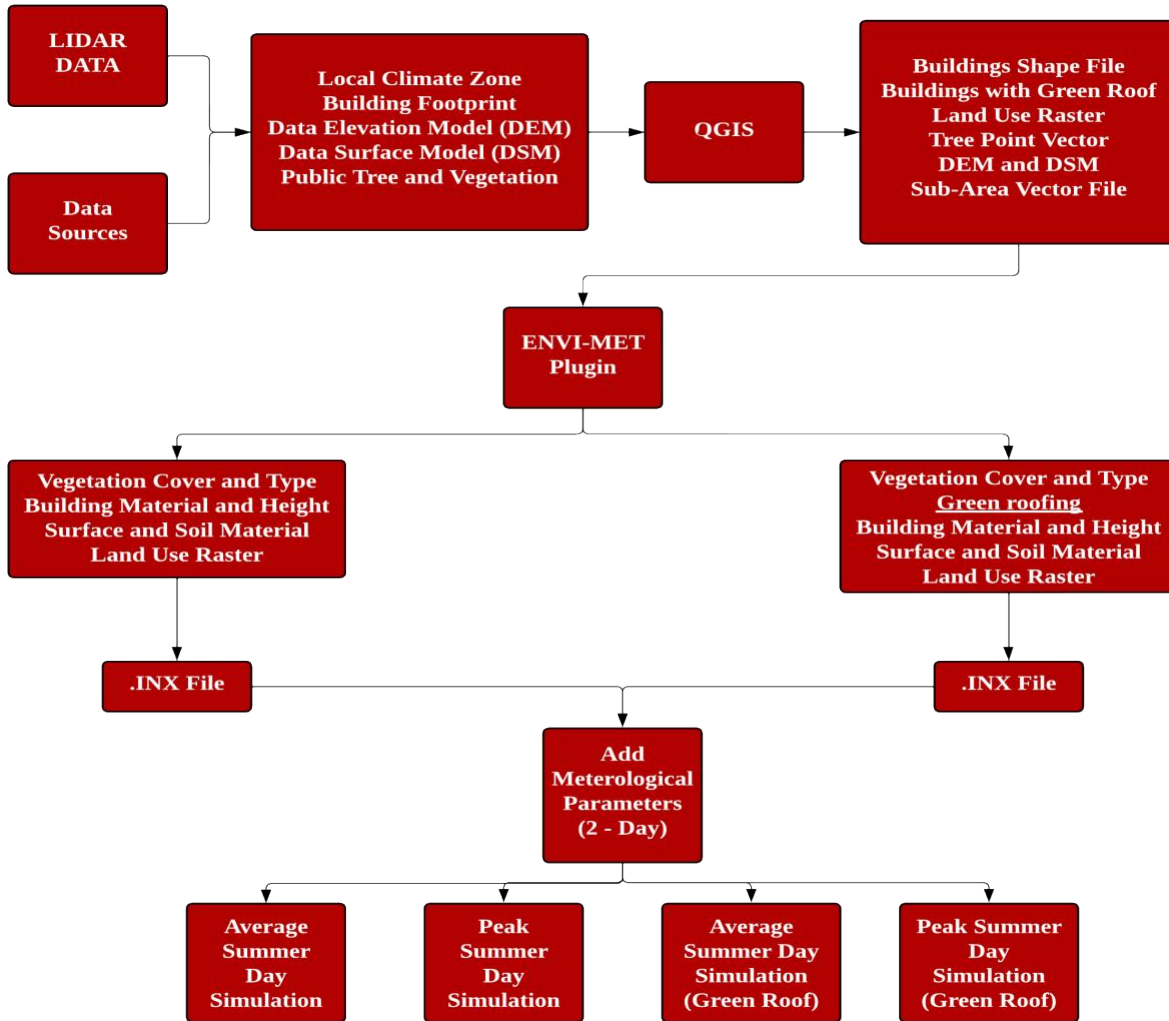 LIDAR
DATA
Data
Sources
Local Climate Zone
Building Footprint
Data Elevation Model (DEM)
Data Surface Model (DSM)
Public Tree and Vegetation
QGIS
Buildings Shape File
Buildings with Green Roof
Land Use Raster
Tree Point Vector
DEM and DSM
Sub-Area Vector File
ENVI-MET
Plugin
Vegetation Cover and Type
Building Material and Height
Surface and Soil Material
Land Use Raster
Vegetation Cover and Type
Green roofing
Building Material and Height
Surface and Soil Material
Land Use Raster
.INX File
.INX File
Add
Meterological
Parameters
(2 - Day)
Average
Summer
Day
Simulation
Peak
Summer
Day
Simulation
Average
Summer Day
Simulation
(Green Roof)
Peak Summer
Day
Simulation
(Green Roof)